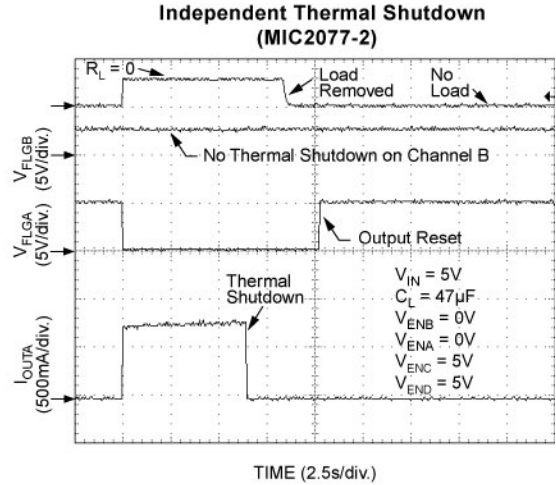 Independent Thermal Shutdown
(MIC2077-2)
R_L = 0
Load
Removed
No
Load
V_FLGB
(5V/div.)
No Thermal Shutdown on Channel B
V_FLGA
(5V/div.)
Output Reset
I_OUTA
(500mA/div.)
Thermal
Shutdown
V_IN = 5V
C_L = 47µF
V_ENB = 0V
V_ENA = 0V
V_ENC = 5V
V_END = 5V
TIME (2.5s/div.)